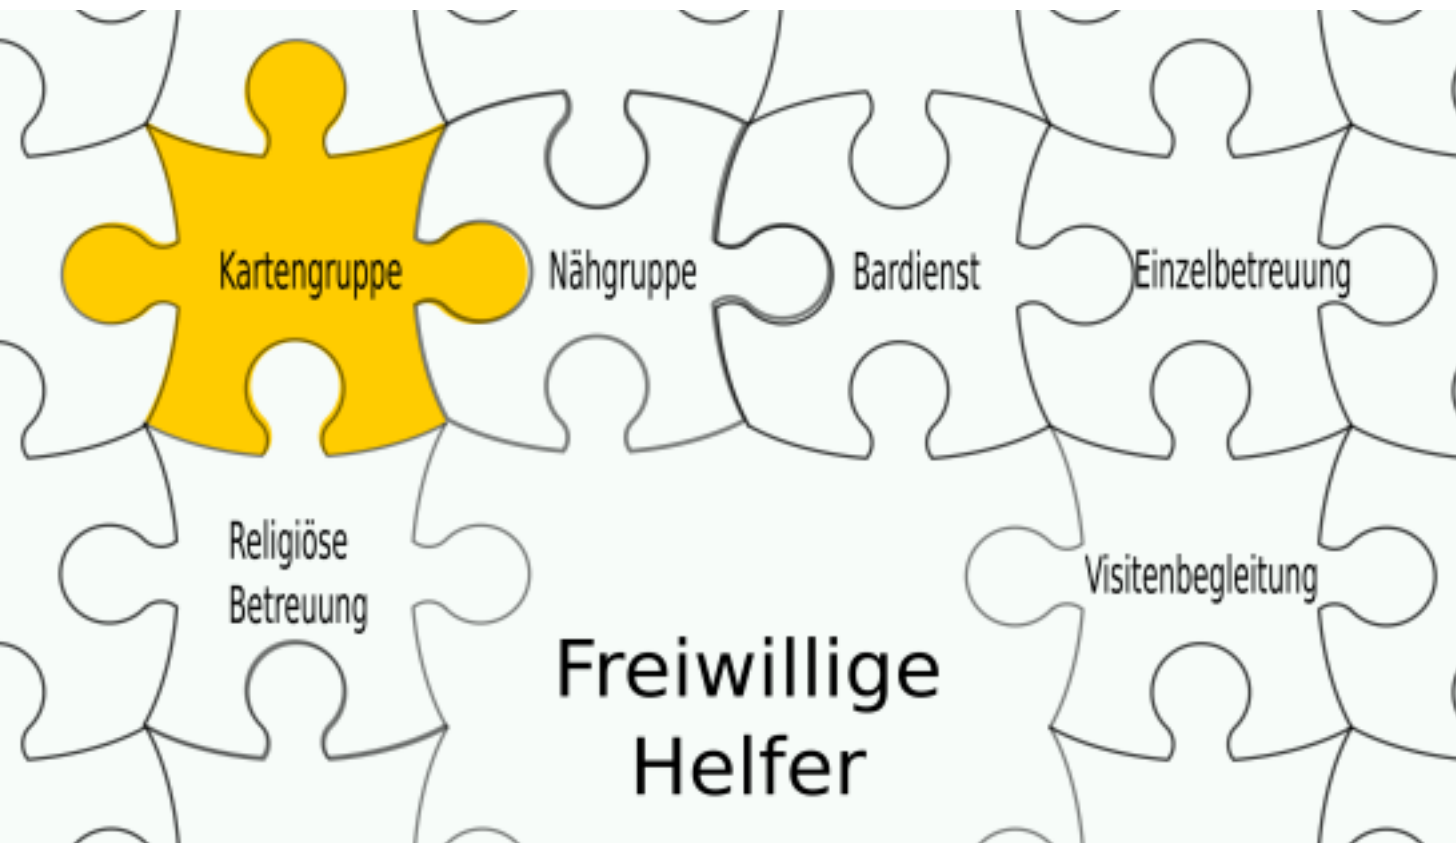 Kartengruppe
Nähgruppe
Bardienst
Einzelbetreuung
Religiöse
Betreuung
Visitenbegleitung
Freiwillige
Helfer